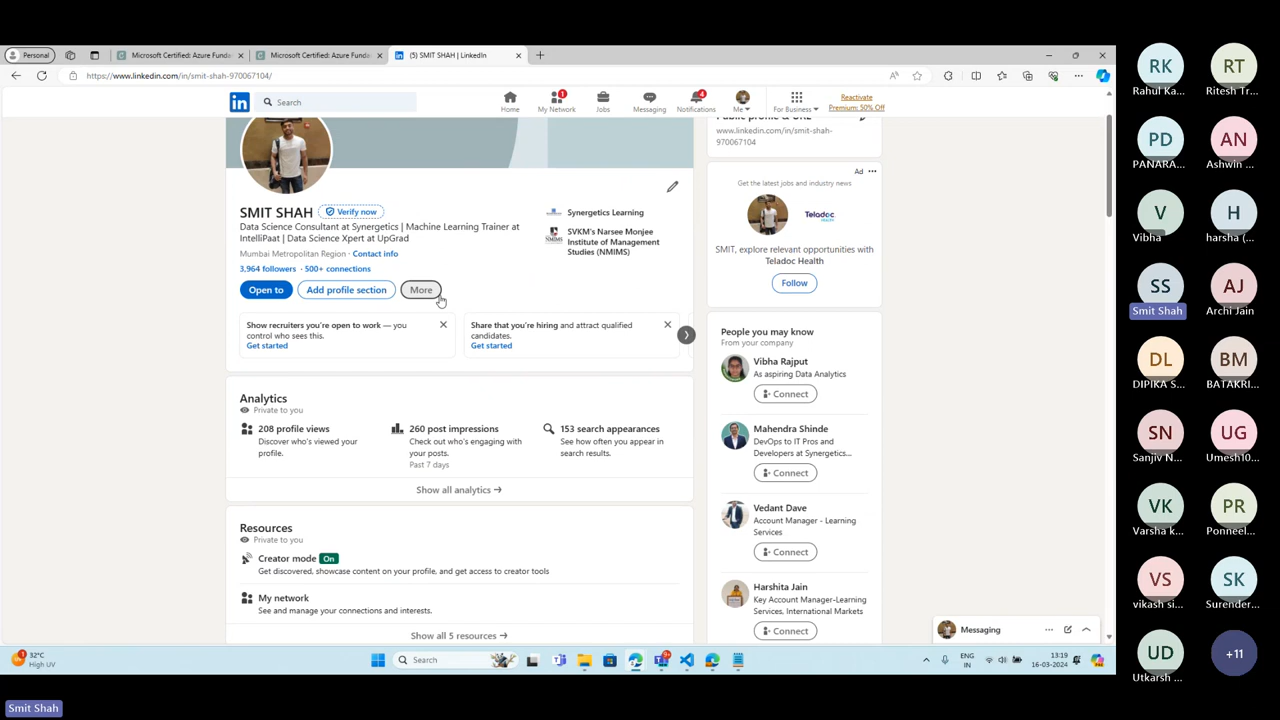 Personal
Microsoft Certified: Azure Funda
Microsoft Certified: Azure Funda
(5) SMIT SHAH | LinkedIn
https://www.linkedin.com/in/smit-shah-970067104/
in
Search
Home
1
My Network
Jobs
Messaging
4
Notifications
Me
For Business
Reactivate
Premium: 50% Off
www.linkedin.com/in/smit-shah-
970067104
SMIT SHAH
Verify now
Data Science Consultant at Synergetics | Machine Learning Trainer at
IntelliPaat | Data Science Xpert at UpGrad
Mumbai Metropolitan Region · Contact info
3,964 followers · 500+ connections
Open to
Add profile section
More
Synergetics Learning
SVKM's Narsee Monjee
Institute of Management
Studies (NMIMS)
Show recruiters you're open to work — you
control who sees this.
Get started
Share that you're hiring and attract qualified
candidates.
Get started
Analytics
Private to you
208 profile views
Discover who's viewed your
profile.
260 post impressions
Check out who's engaging with
your posts.
Past 7 days
153 search appearances
See how often you appear in
search results.
Show all analytics →
Resources
Private to you
Creator mode On
Get discovered, showcase content on your profile, and get access to creator tools
My network
See and manage your connections and interests.
Show all 5 resources →
Ad ···
Get the latest jobs and industry news
Teladoc
HEALTH
SMIT, explore relevant opportunities with
Teladoc Health
Follow
People you may know
From your company
Vibha Rajput
As aspiring Data Analytics
Connect
Mahendra Shinde
DevOps to IT Pros and
Developers at Synergetics...
Connect
Vedant Dave
Account Manager - Learning
Services
Connect
Harshita Jain
Key Account Manager-Learning
Services, International Markets
Connect
Messaging
1
32°C
High UV
Search
9+
ENG
IN
13:19
16-03-2024
RK
Rahul Ka...
RT
Ritesh Tr...
PD
PANARA...
AN
Ashwin ...
V
Vibha
H
harsha (...
SS
Smit Shah
AJ
Archi Jain
DL
DIPIKA S...
BM
BATAKRI...
SN
Sanjiv N...
UG
Umesh10...
VK
Varsha k...
PR
Ponneel...
VS
vikash si...
SK
Surender...
UD
Utkarsh ...
+11
Smit Shah